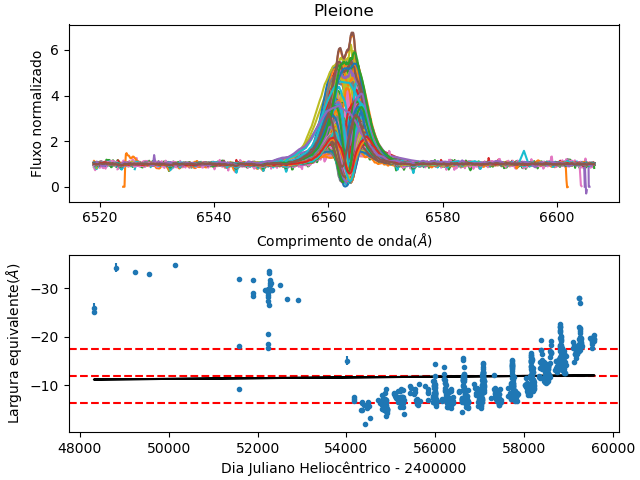 Pleione
Fluxo normalizado
6
4
2
0
6520 6540 6560 6580 6600
Comprimento de onda(Å)
Largura equivalente(Å)
−30
−20
−10
48000 50000 52000 54000 56000 58000 60000
Dia Juliano Heliocêntrico - 2400000